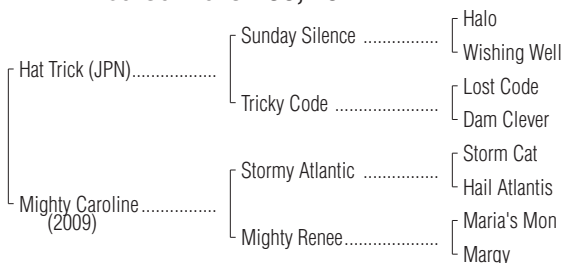 Halo
Sunday Silence ..................
Wishing Well
Hat Trick (JPN)....................
Lost Code
Tricky Code .........................
Dam Clever
Storm Cat
Stormy Atlantic ..................
Hail Atlantis
Mighty Caroline..................
(2009)
Maria's Mon
Mighty Renee.......................
Margy